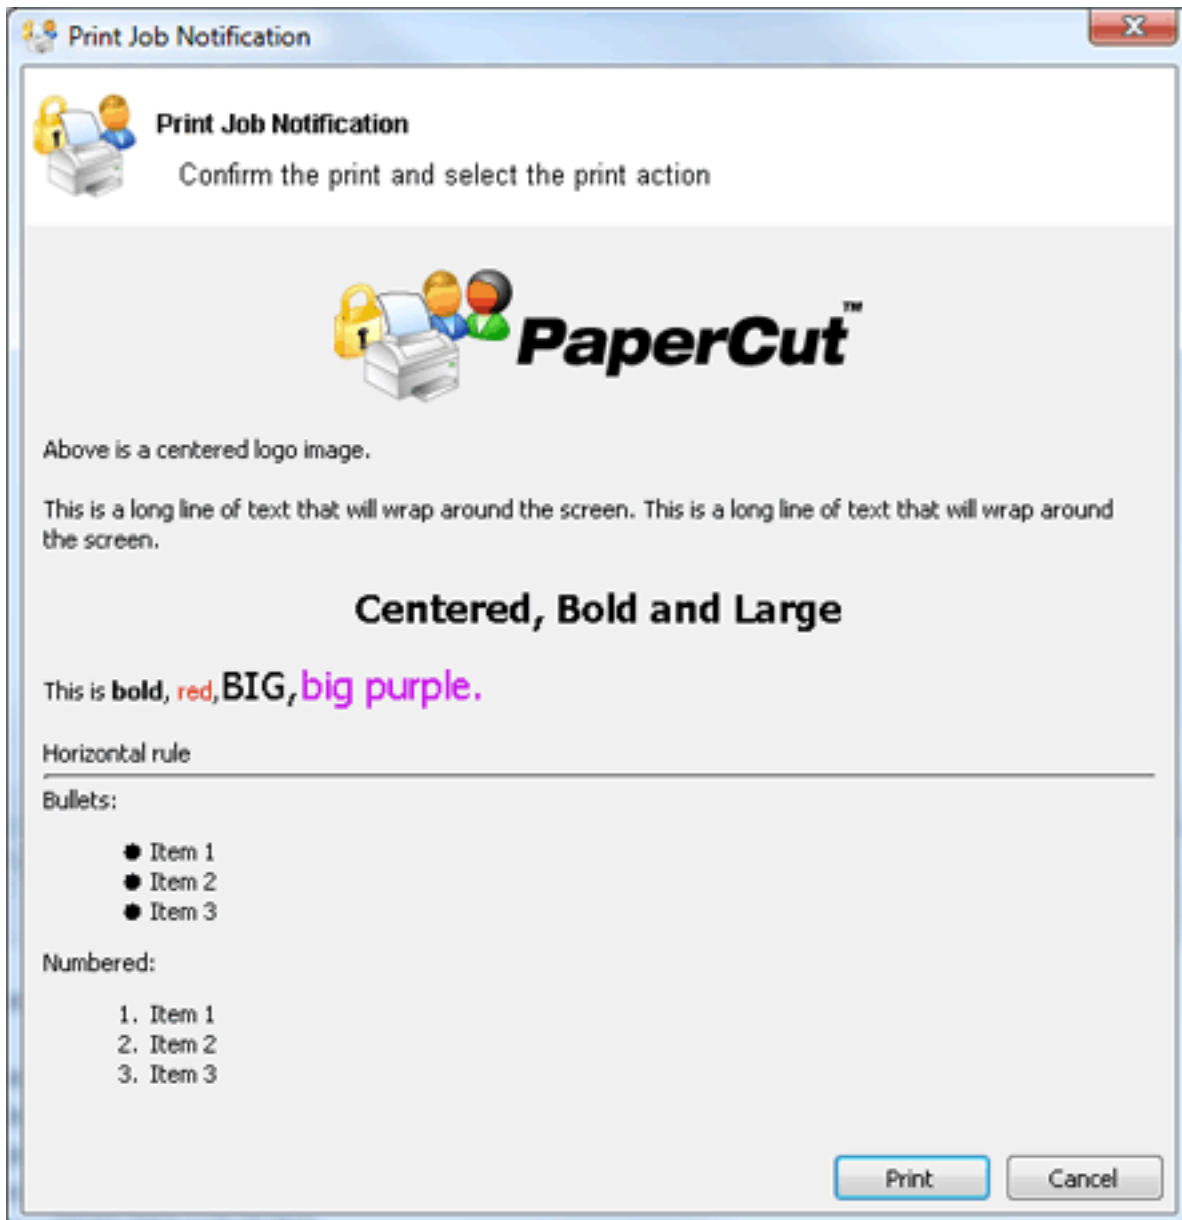 Print Job Notification
Print Job Notification
Confirm the print and select the print action
PaperCut™
Above is a centered logo image.
This is a long line of text that will wrap around the screen. This is a long line of text that will wrap around
the screen.
Centered, Bold and Large
This is bold, red,BIG,big purple.
Horizontal rule
Bullets:
● Item 1
● Item 2
● Item 3
Numbered:
1. Item 1
2. Item 2
3. Item 3
Print Cancel